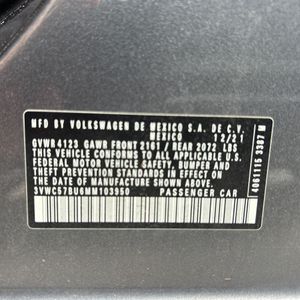 MFD. BY VOLKSWAGEN DE MEXICO S.A. DE C.V.
MEXICO 12/21
GVWR 4123 GAWR FRONT 2161 / REAR 2072 LBS
THIS VEHICLE CONFORMS TO ALL APPLICABLE U.S.
FEDERAL MOTOR VEHICLE SAFETY, BUMPER AND
THEFT PREVENTION STANDARDS IN EFFECT ON
THE DATE OF MANUFACTURE SHOWN ABOVE.
PASSENGER CAR
4061115 3387 M